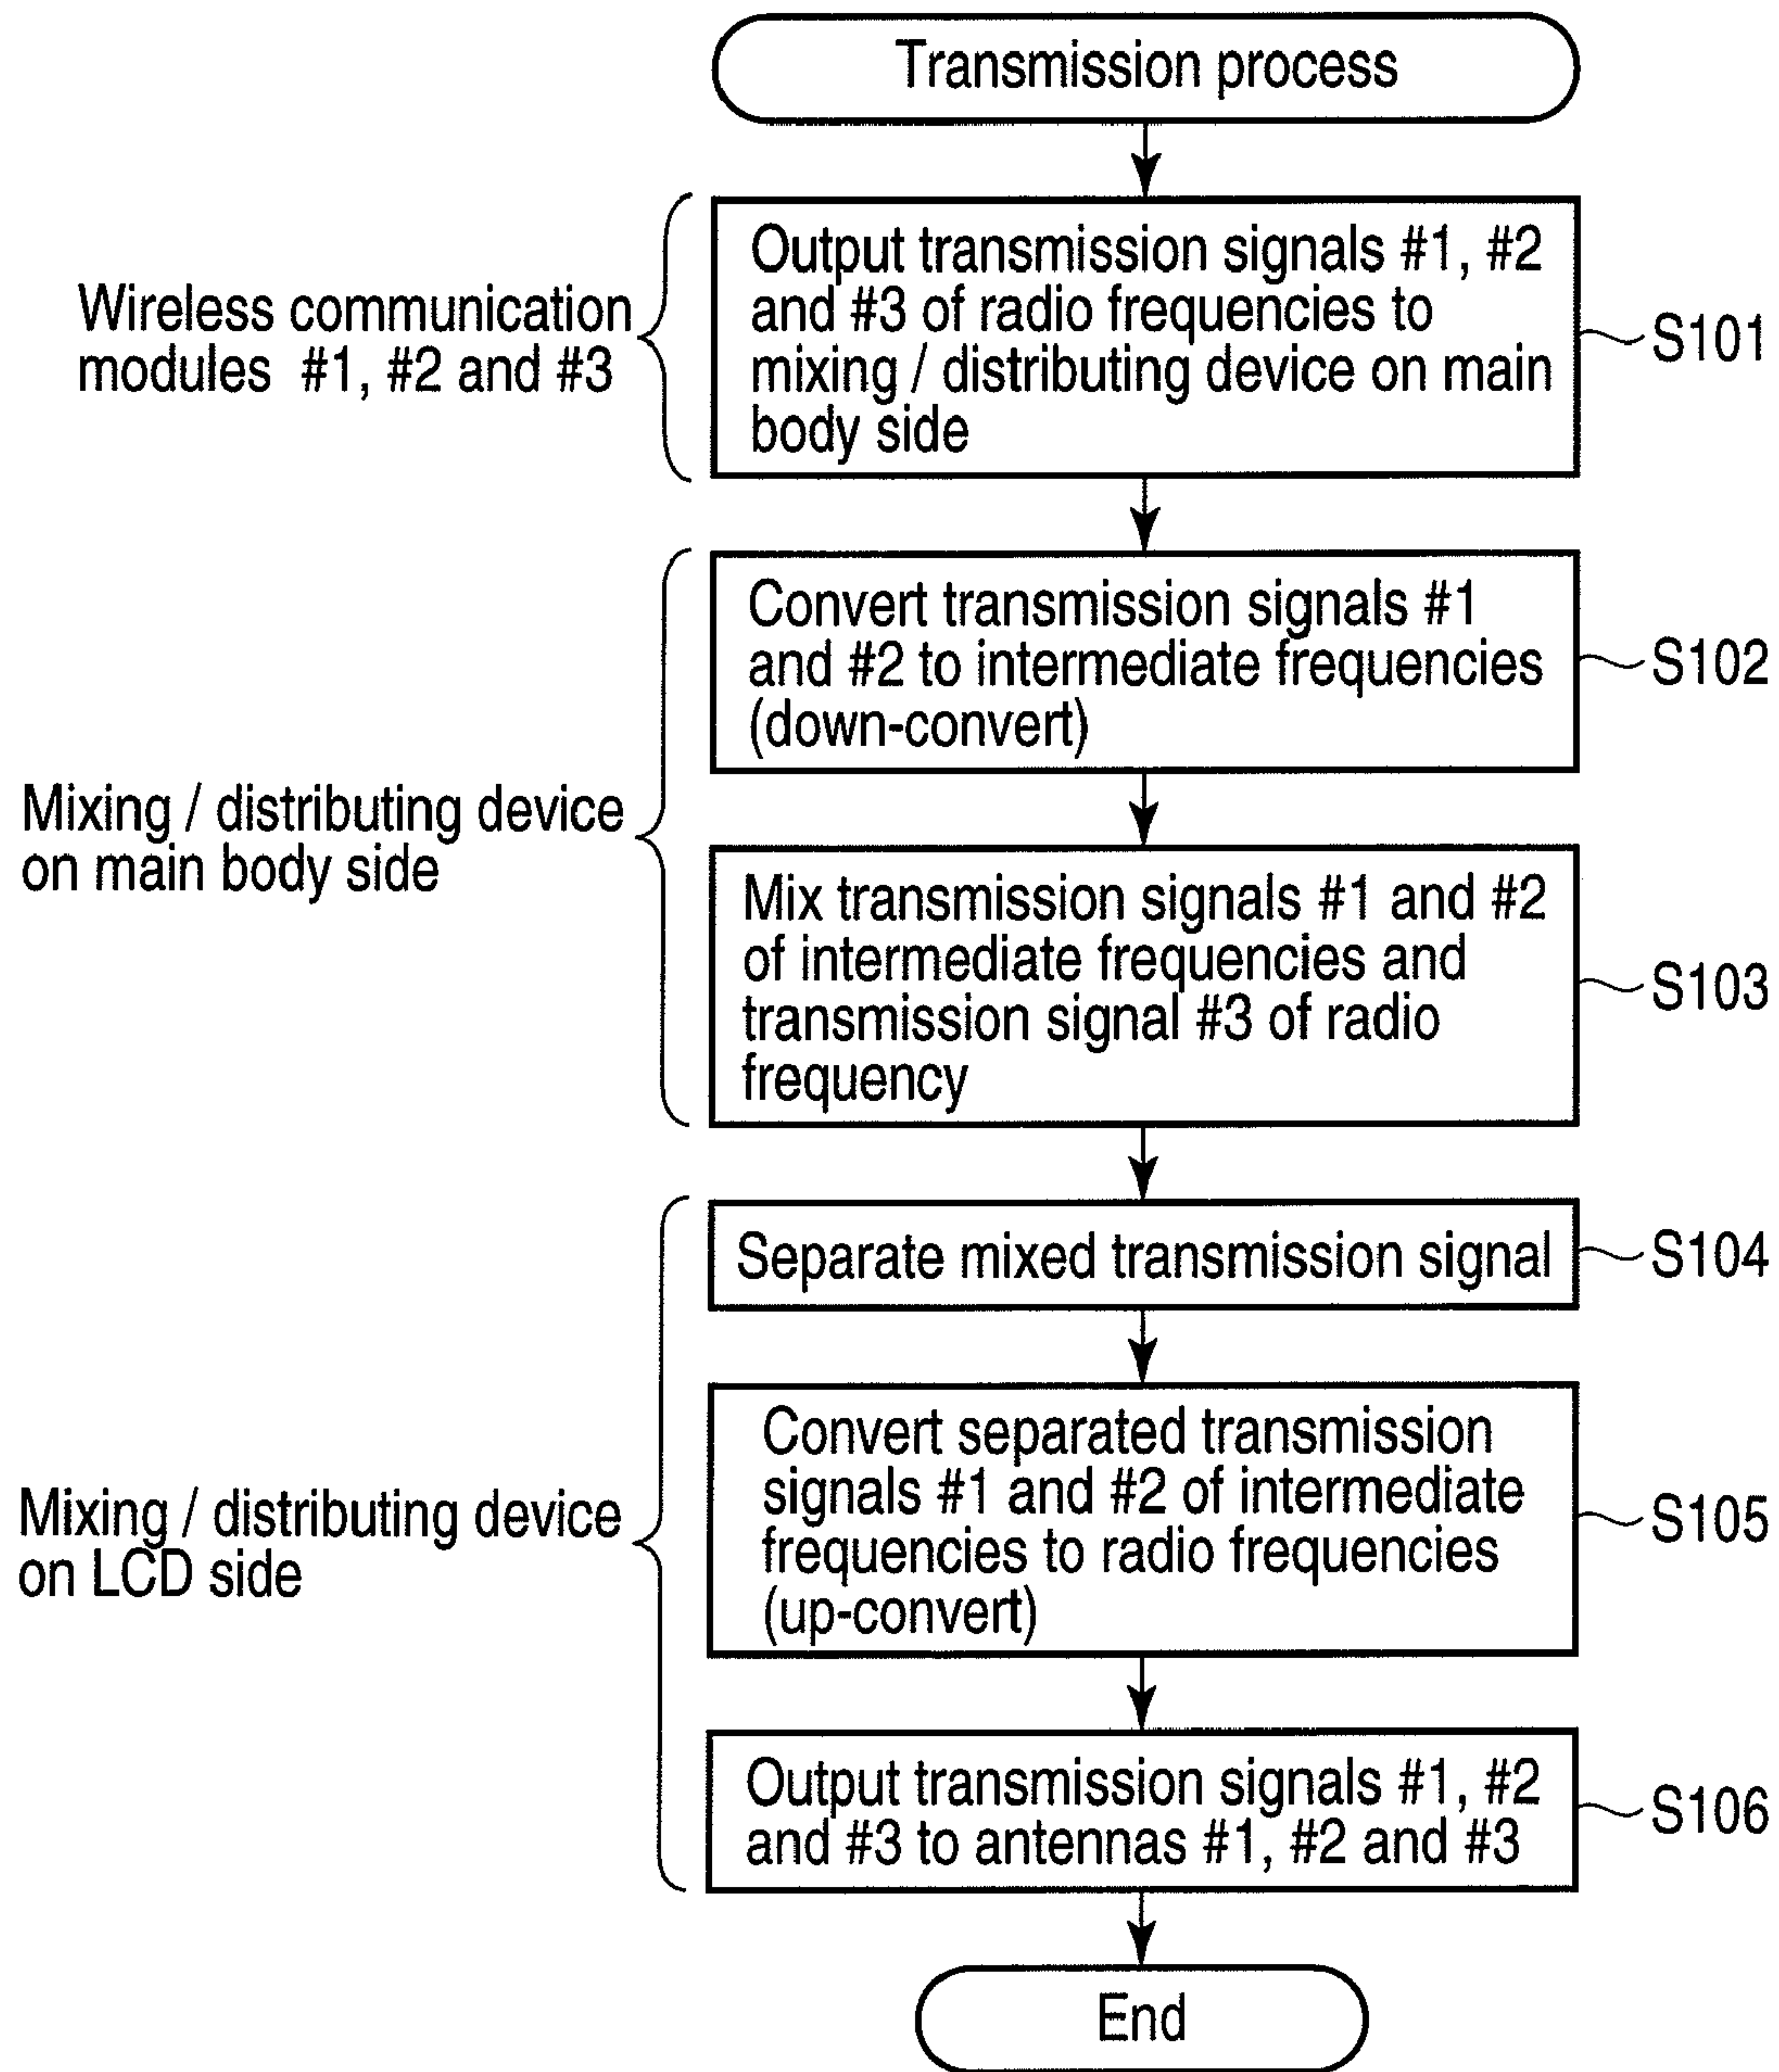 Transmission process
Wireless communication
modules #1, #2 and #3
Output transmission signals #1, #2
and #3 of radio frequencies to
mixing / distributing device on main
body side
S101
Mixing / distributing device
on main body side
Convert transmission signals #1
and #2 to intermediate frequencies
(down-convert)
S102
Mix transmission signals #1 and #2
of intermediate frequencies and
transmission signal #3 of radio
frequency
S103
Mixing / distributing device
on LCD side
Separate mixed transmission signal
S104
Convert separated transmission
signals #1 and #2 of intermediate
frequencies to radio frequencies
(up-convert)
S105
Output transmission signals #1, #2
and #3 to antennas #1, #2 and #3
S106
End